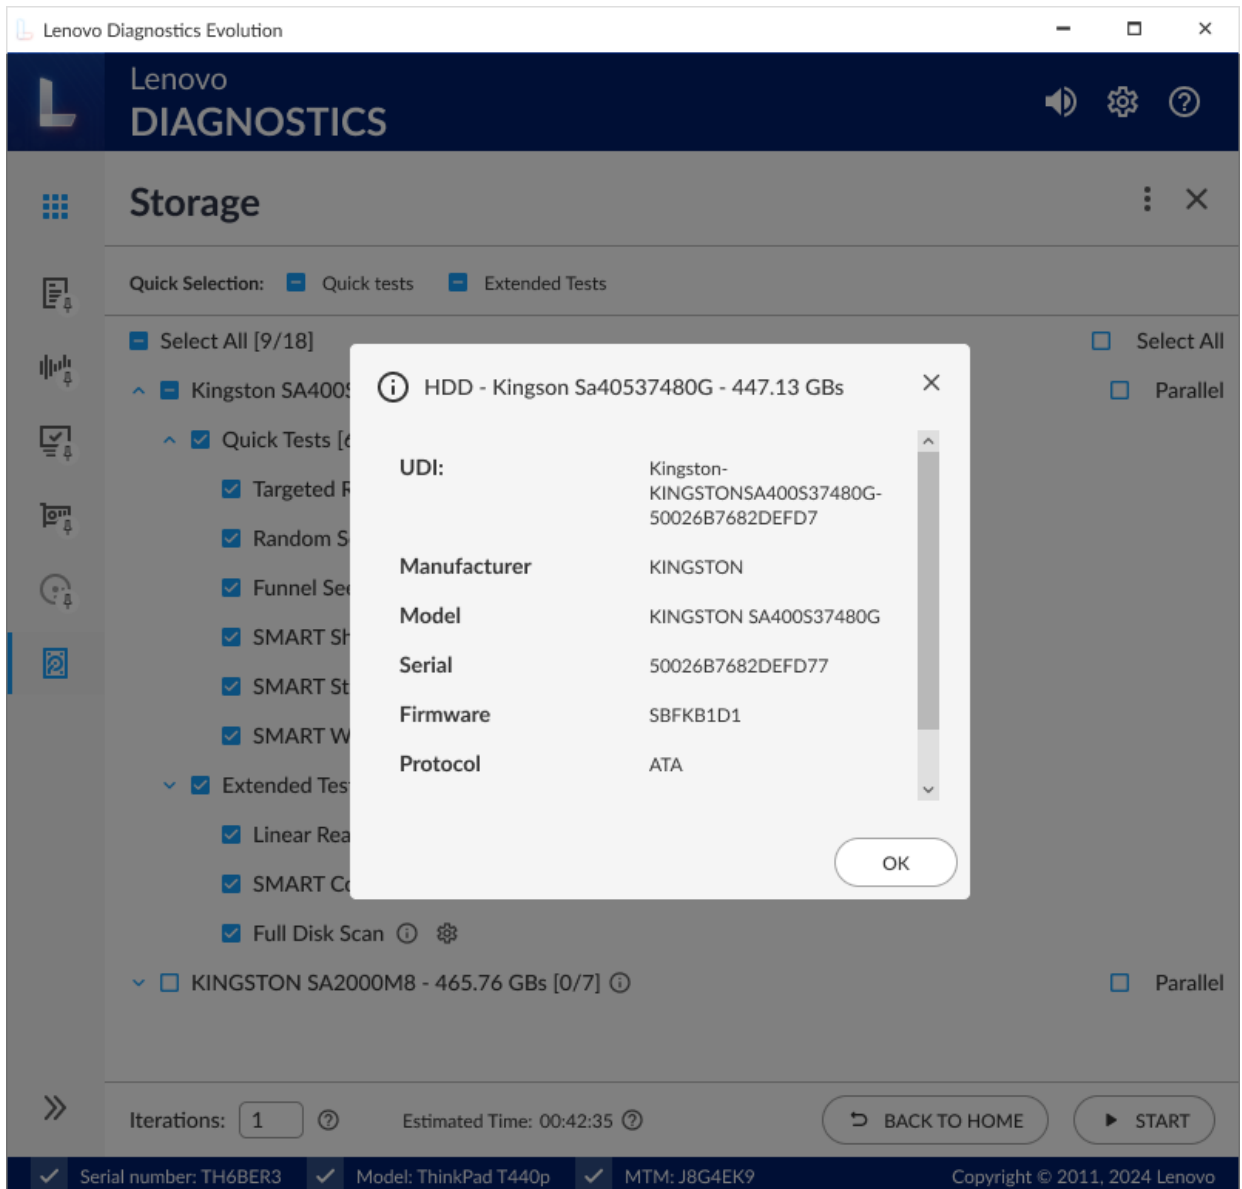 Lenovo Diagnostics Evolution
Lenovo
DIAGNOSTICS
Storage
Quick Selection: Quick tests Extended Tests
Select All [9/18] Select All
Kingston SA400S Parallel
Quick Tests [6
Targeted R
Random S
Funnel See
SMART Sh
SMART St
SMART W
Extended Tes
Linear Rea
SMART Co
Full Disk Scan
KINGSTON SA2000M8 - 465.76 GBs [0/7] Parallel
HDD - Kingson Sa40537480G - 447.13 GBs
UDI: Kingston-
KINGSTONSA400S37480G-
50026B7682DEFD7
Manufacturer KINGSTON
Model KINGSTON SA400S37480G
Serial 50026B7682DEFD77
Firmware SBFKB1D1
Protocol ATA
OK
Iterations: 1 Estimated Time: 00:42:35 BACK TO HOME START
Serial number: TH6BER3 Model: ThinkPad T440p MTM: J8G4EK9 Copyright © 2011, 2024 Lenovo